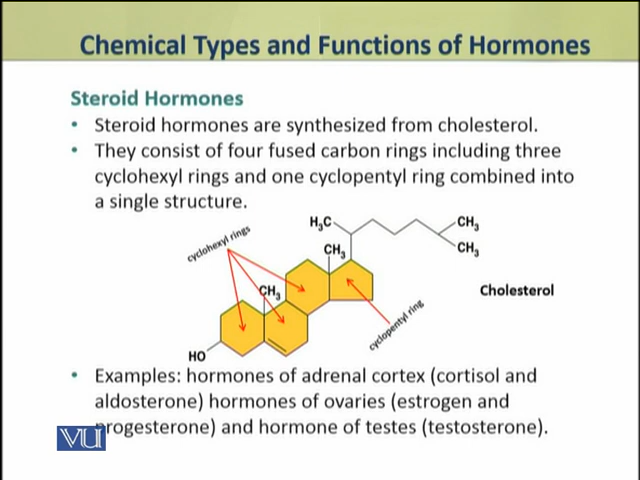 Chemical Types and Functions of Hormones
Steroid Hormones
• Steroid hormones are synthesized from cholesterol.
• They consist of four fused carbon rings including three
cyclohexyl rings and one cyclopentyl ring combined into
a single structure.
H₃C
CH₃
cyclohexyl rings
CH₃
CH₃
CH₃
Cholesterol
cyclopentyl ring
HO
• Examples: hormones of adrenal cortex (cortisol and
aldosterone) hormones of ovaries (estrogen and
progesterone) and hormone of testes (testosterone).
VU